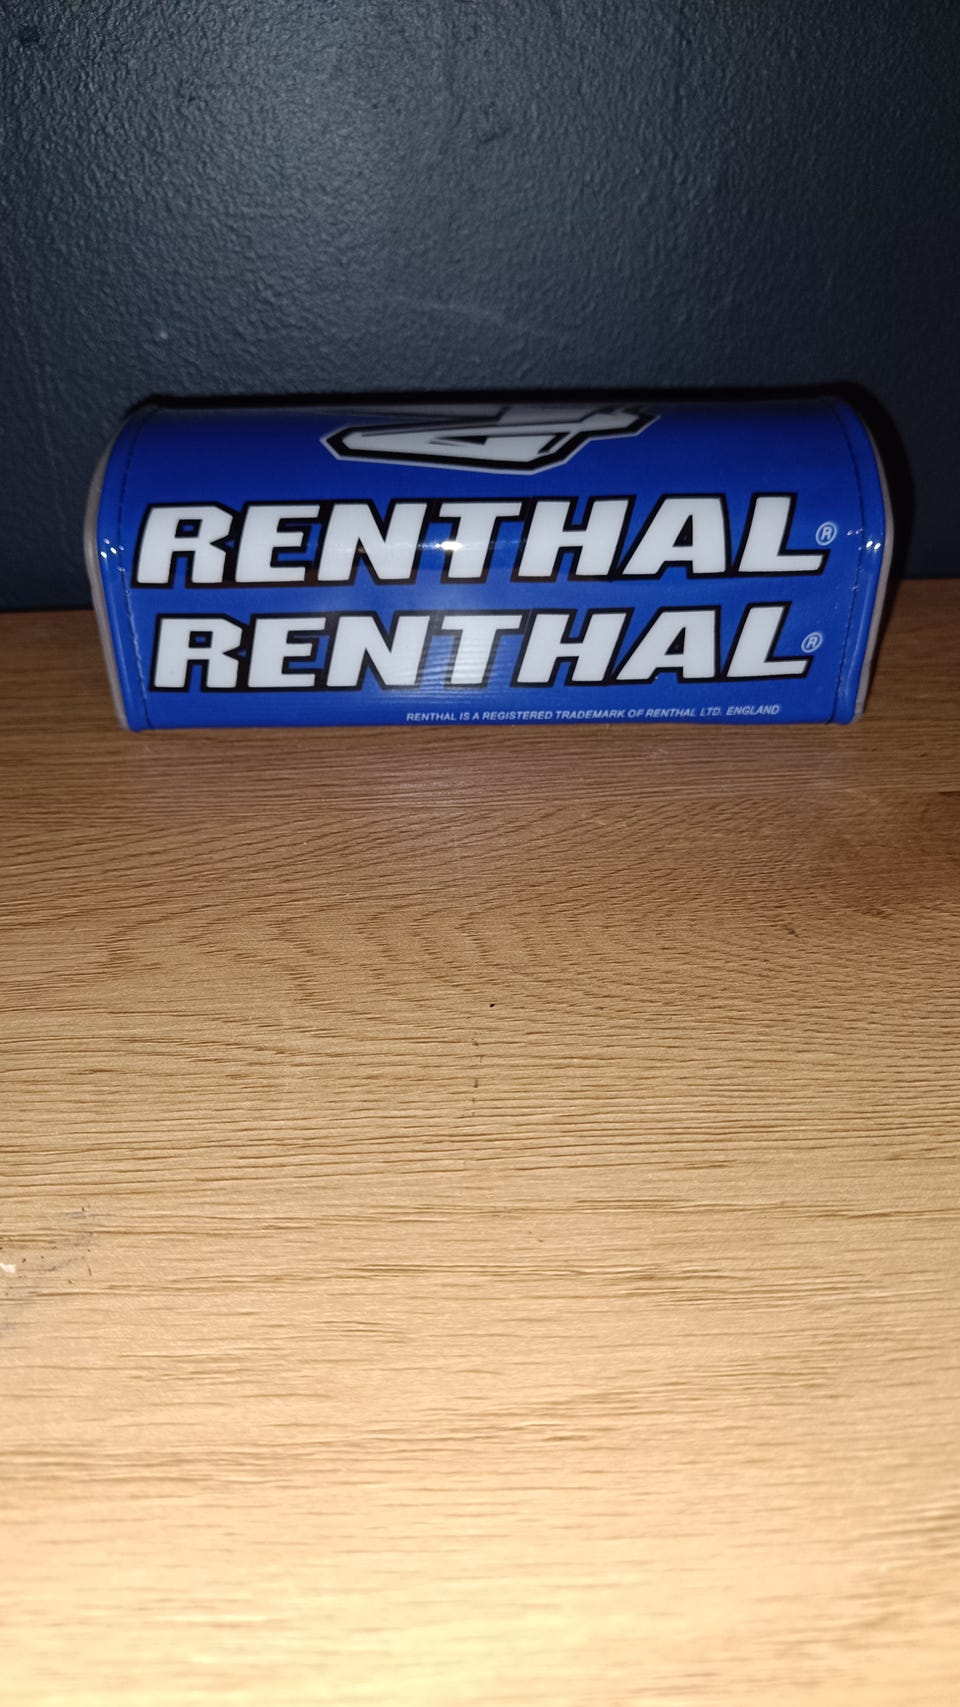 RENTHAL®
RENTHAL®
RENTHAL IS A REGISTERED TRADEMARK OF RENTHAL LTD. ENGLAND